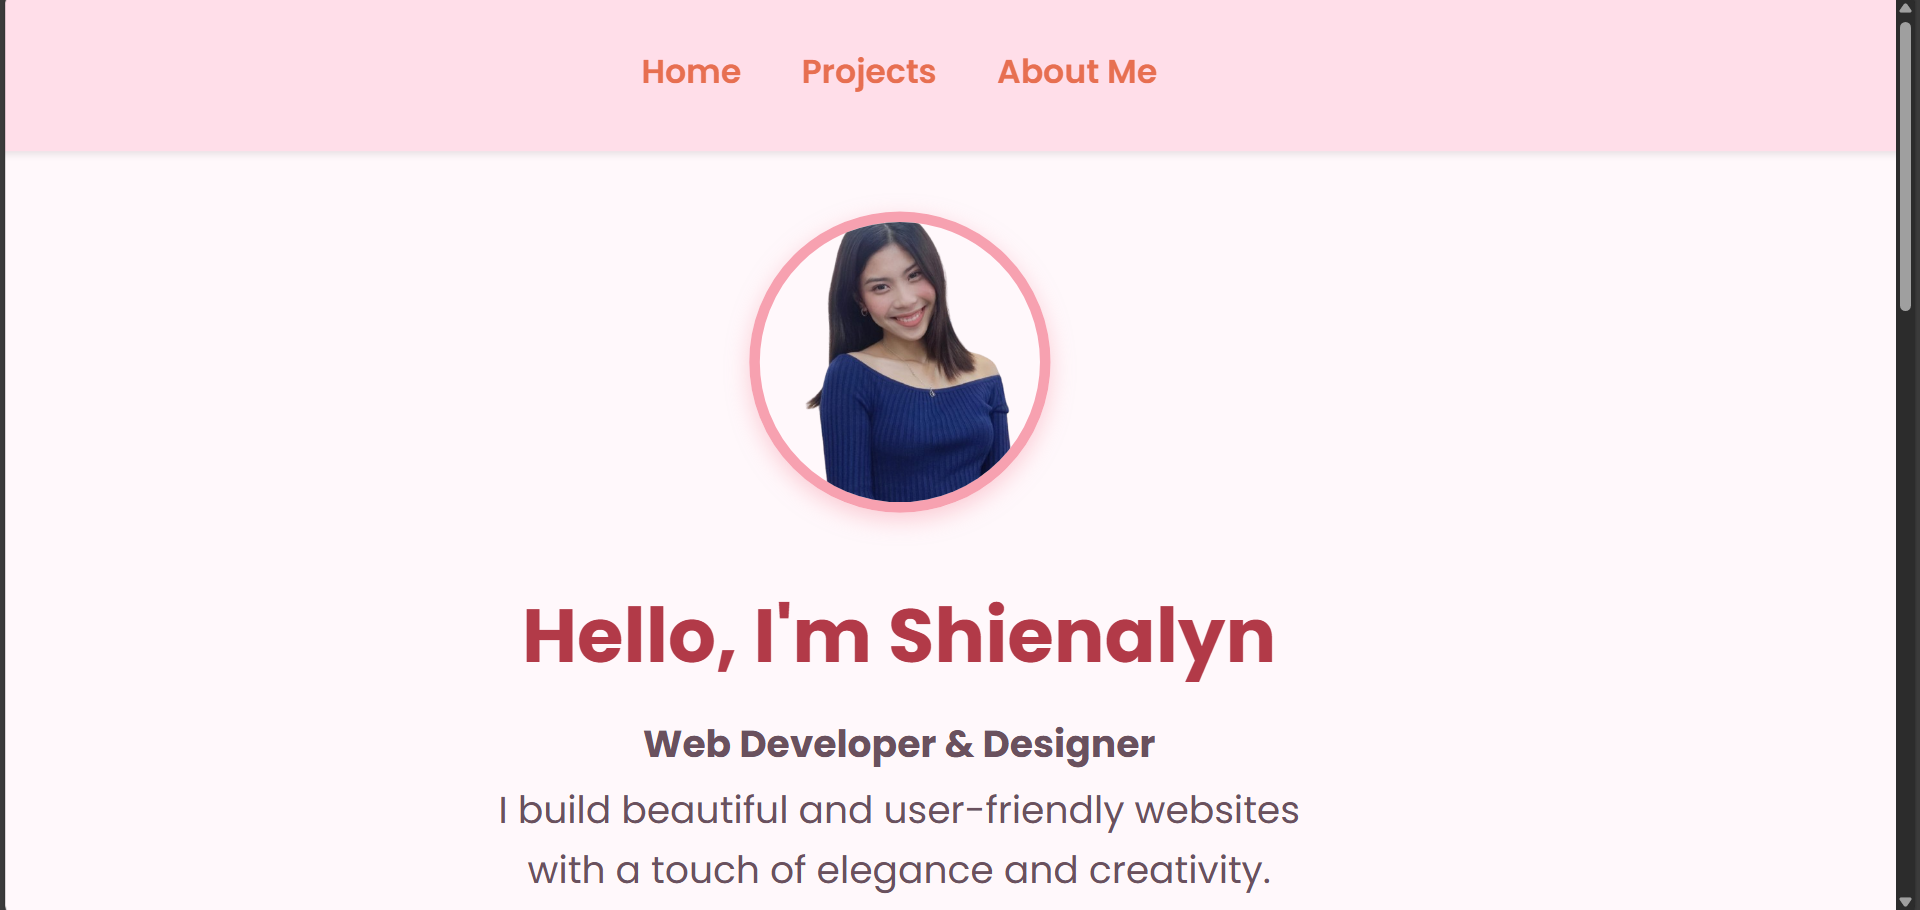 Home Projects About Me
Hello, I'm Shienalyn
Web Developer & Designer
I build beautiful and user-friendly websites
with a touch of elegance and creativity.